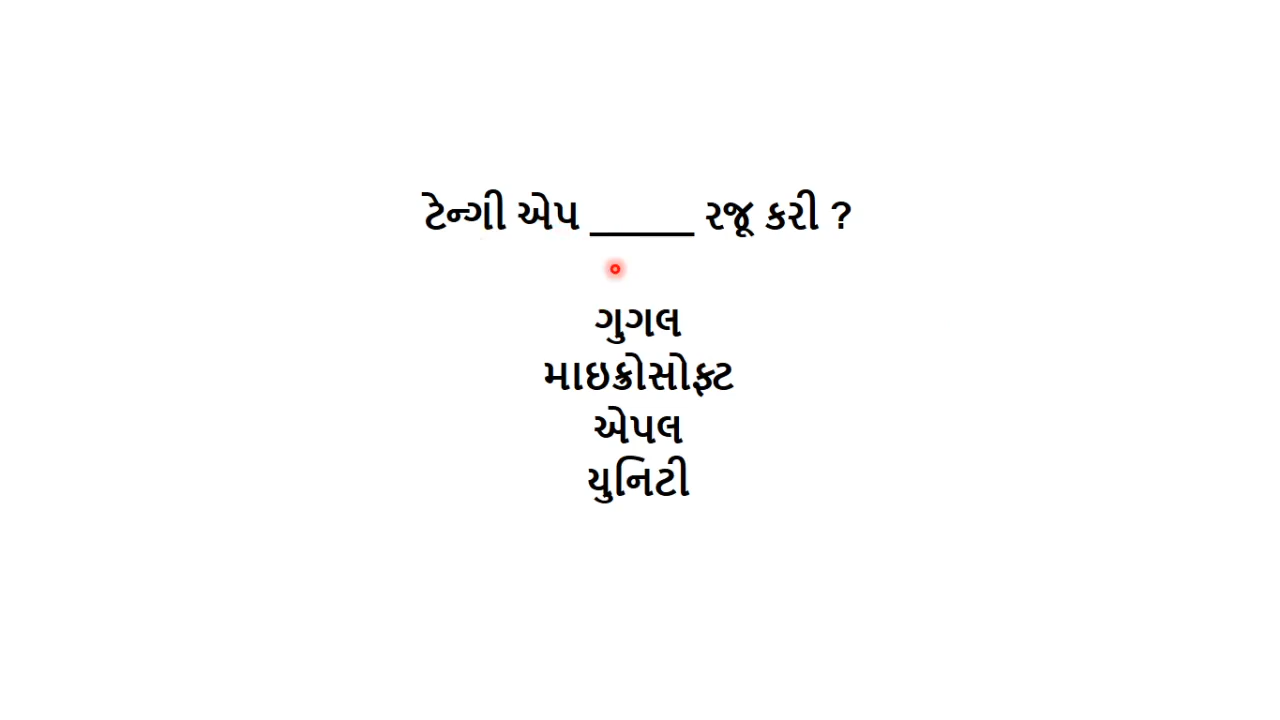 ટેન્ગી એપ _____ રજૂ કરી ?
ગુગલ
માઇક્રોસોફ્ટ
એપલ
યુનિટી